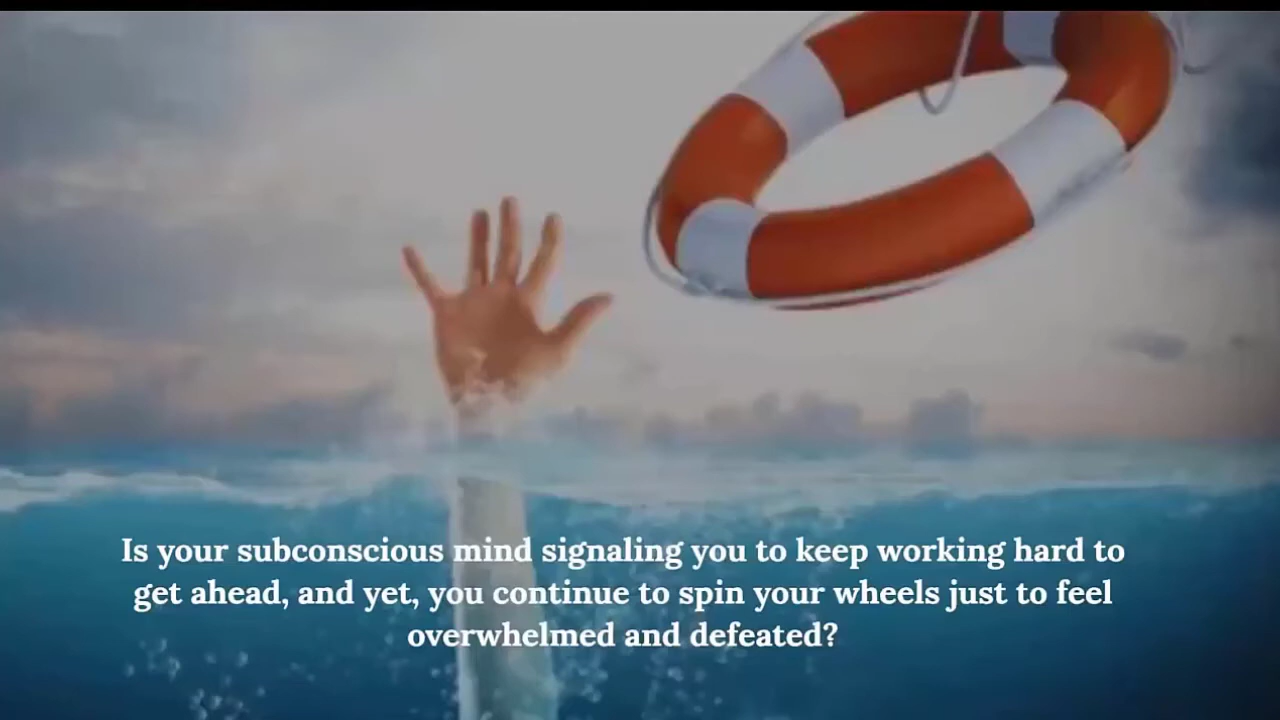 Is your subconscious mind signaling you to keep working hard to
get ahead, and yet, you continue to spin your wheels just to feel
overwhelmed and defeated?